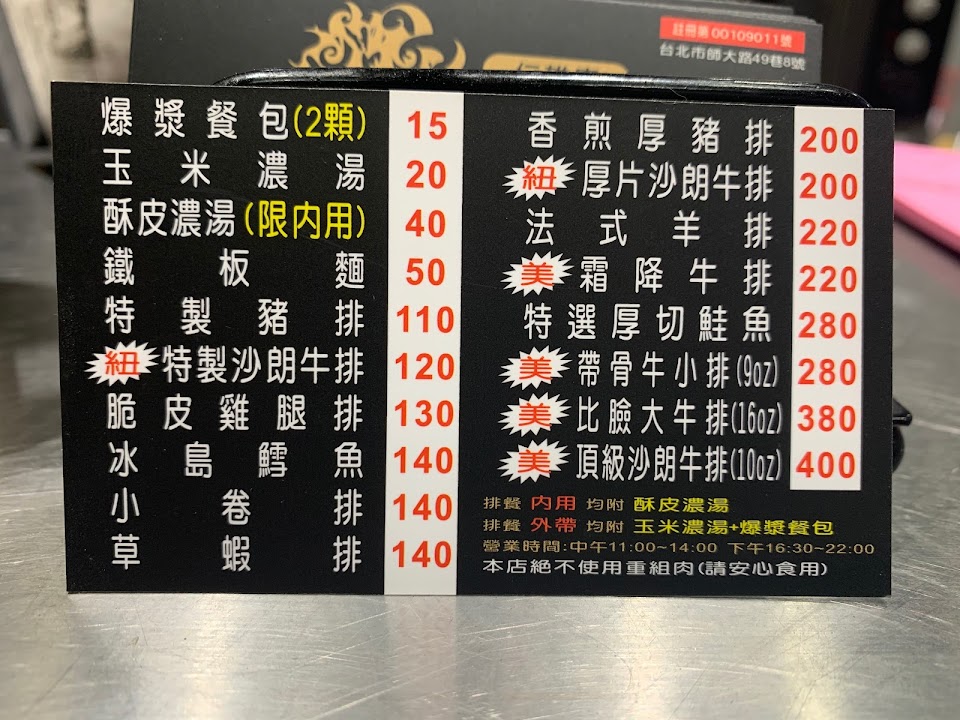 註冊第00109011號
台北市師大路49巷8號
爆漿餐包(2顆) 15
玉米濃湯 20
酥皮濃湯(限內用) 40
鐵板麵 50
特製豬排 110
紐 特製沙朗牛排 120
脆皮雞腿排 130
冰島鱈魚 140
小卷排 140
草蝦排 140
香煎厚豬排 200
紐 厚片沙朗牛排 200
法式羊排 220
美 霜降牛排 220
特選厚切鮭魚 280
美 帶骨牛小排(9oz) 280
美 比臉大牛排(16oz) 380
美 頂級沙朗牛排(10oz) 400
排餐 內用 均附 酥皮濃湯
排餐 外帶 均附 玉米濃湯+爆漿餐包
營業時間:中午11:00~14:00 下午16:30~22:00
本店絕不使用重組肉(請安心食用)